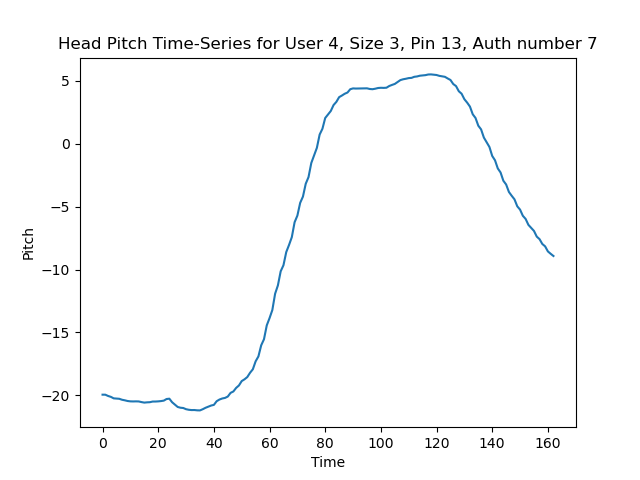 Head Pitch Time-Series for User 4, Size 3, Pin 13, Auth number 7
Pitch
5
0
−5
−10
−15
−20
0 20 40 60 80 100 120 140 160
Time